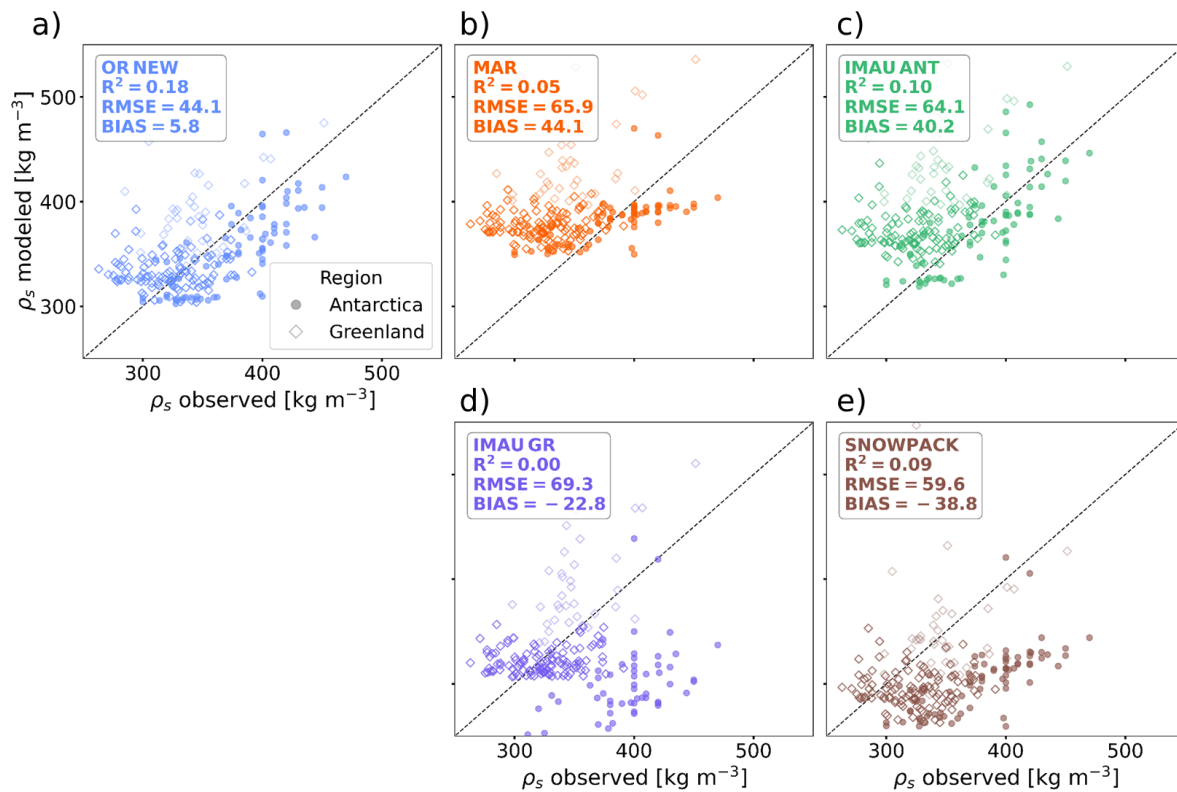 a)
OR NEW
R² = 0.18
RMSE = 44.1
BIAS = 5.8
500
400
300
ρₛ modeled [kg m⁻³]
Region
Antarctica
Greenland
300 400 500
ρₛ observed [kg m⁻³]
b)
MAR
R² = 0.05
RMSE = 65.9
BIAS = 44.1
c)
IMAU ANT
R² = 0.10
RMSE = 64.1
BIAS = 40.2
d)
IMAU GR
R² = 0.00
RMSE = 69.3
BIAS = − 22.8
300 400 500
ρₛ observed [kg m⁻³]
e)
SNOWPACK
R² = 0.09
RMSE = 59.6
BIAS = − 38.8
300 400 500
ρₛ observed [kg m⁻³]